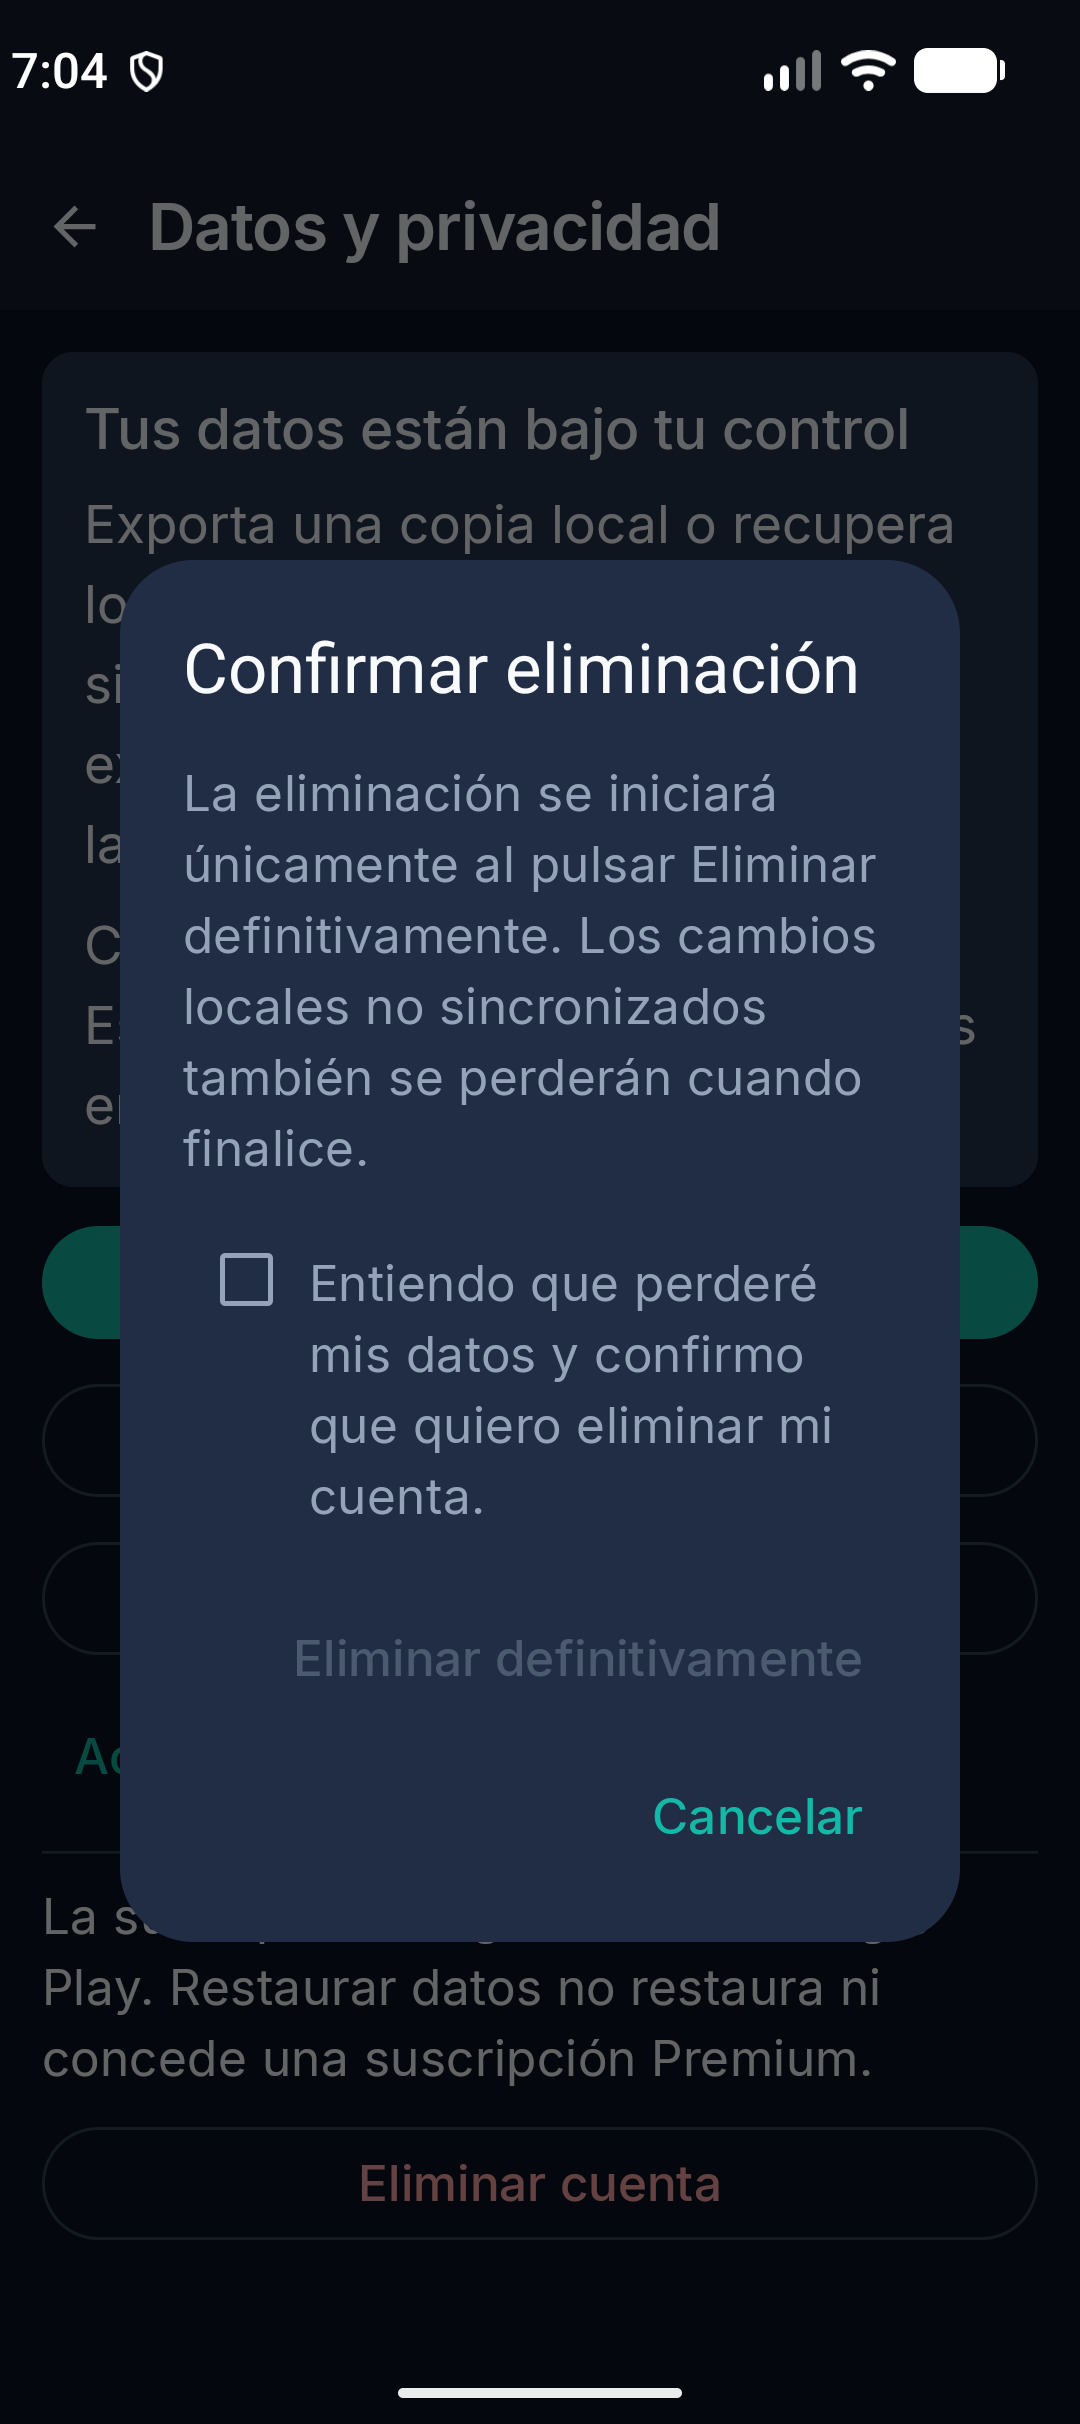 7:04
Datos y privacidad
Tus datos están bajo tu control
Exporta una copia local o recupera
Confirmar eliminación
La eliminación se iniciará
únicamente al pulsar Eliminar
definitivamente. Los cambios
locales no sincronizados
también se perderán cuando
finalice.
Entiendo que perderé
mis datos y confirmo
que quiero eliminar mi
cuenta.
Eliminar definitivamente
Cancelar
La
Play. Restaurar datos no restaura ni
concede una suscripción Premium.
Eliminar cuenta